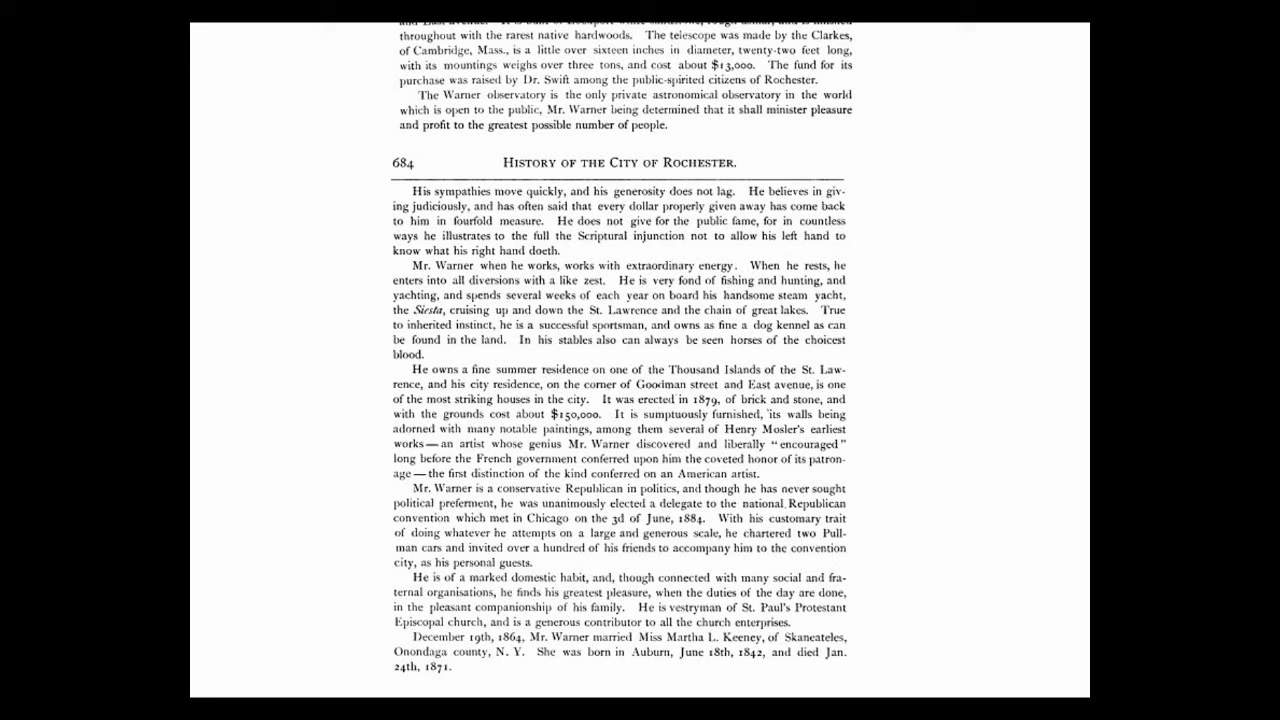 throughout with the rarest native hardwoods. The telescope was made by the Clarkes,
of Cambridge, Mass., is a little over sixteen inches in diameter, twenty-two feet long,
with its mountings weighs over three tons, and cost about $13,000. The fund for its
purchase was raised by Dr. Swift among the public-spirited citizens of Rochester.
The Warner observatory is the only private astronomical observatory in the world
which is open to the public, Mr. Warner being determined that it shall minister pleasure
and profit to the greatest possible number of people.
684 HISTORY OF THE CITY OF ROCHESTER.
His sympathies move quickly, and his generosity does not lag. He believes in giv-
ing judiciously, and has often said that every dollar properly given away has come back
to him in fourfold measure. He does not give for the public fame, for in countless
ways he illustrates to the full the Scriptural injunction not to allow his left hand to
know what his right hand doeth.
Mr. Warner when he works, works with extraordinary energy. When he rests, he
enters into all diversions with a like zest. He is very fond of fishing and hunting, and
yachting, and spends several weeks of each year on board his handsome steam yacht,
the Siesta, cruising up and down the St. Lawrence and the chain of great lakes. True
to inherited instinct, he is a successful sportsman, and owns as fine a dog kennel as can
be found in the land. In his stables also can always be seen horses of the choicest
blood.
He owns a fine summer residence on one of the Thousand Islands of the St. Law-
rence, and his city residence, on the corner of Goodman street and East avenue, is one
of the most striking houses in the city. It was erected in 1879, of brick and stone, and
with the grounds cost about $150,000. It is sumptuously furnished, its walls being
adorned with many notable paintings, among them several of Henry Mosler's earliest
works — an artist whose genius Mr. Warner discovered and liberally "encouraged"
long before the French government conferred upon him the coveted honor of its patron-
age — the first distinction of the kind conferred on an American artist.
Mr. Warner is a conservative Republican in politics, and though he has never sought
political preferment, he was unanimously elected a delegate to the national Republican
convention which met in Chicago on the 3d of June, 1884. With his customary trait
of doing whatever he attempts on a large and generous scale, he chartered two Pull-
man cars and invited over a hundred of his friends to accompany him to the convention
city, as his personal guests.
He is of a marked domestic habit, and, though connected with many social and fra-
ternal organisations, he finds his greatest pleasure, when the duties of the day are done,
in the pleasant companionship of his family. He is vestryman of St. Paul's Protestant
Episcopal church, and is a generous contributor to all the church enterprises.
December 19th, 1864, Mr. Warner married Miss Martha L. Keeney, of Skaneateles,
Onondaga county, N. Y. She was born in Auburn, June 18th, 1842, and died Jan.
24th, 1871.